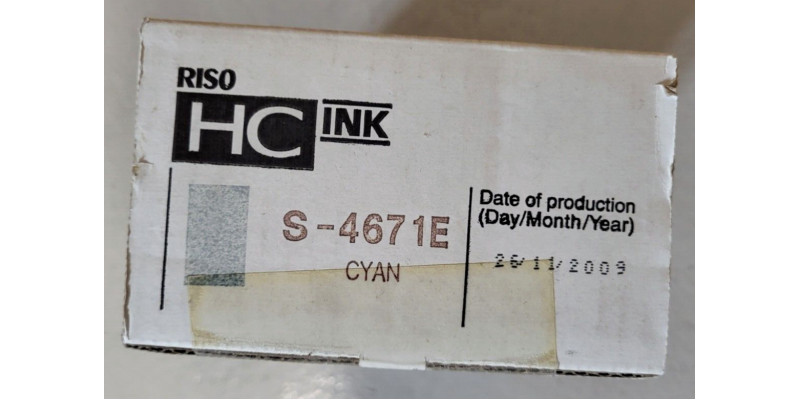 RISO
HC INK
S-4671E
CYAN
Date of production
(Day/Month/Year)
26/11/2009